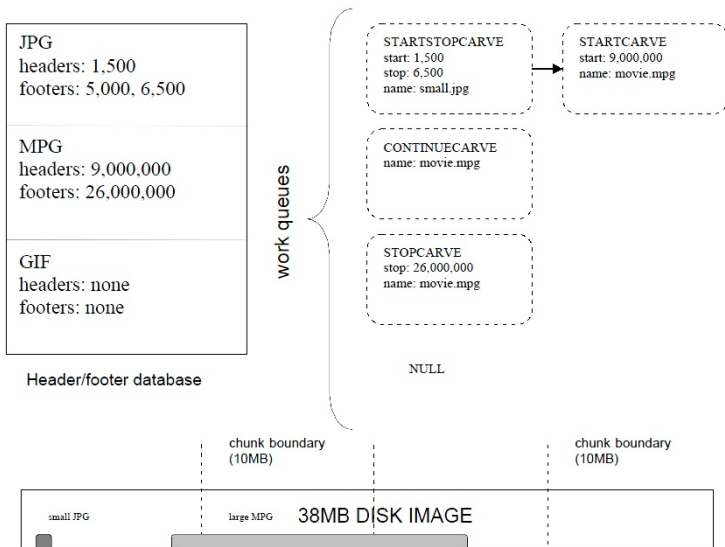 JPG
headers: 1,500
footers: 5,000, 6,500
MPG
headers: 9,000,000
footers: 26,000,000
GIF
headers: none
footers: none
Header/footer database
work queues
STARTSTOPCARVE
start: 1,500
stop: 6,500
name: small.jpg
STARTCARVE
start: 9,000,000
name: movie.mpg
CONTINUECARVE
name: movie.mpg
STOPCARVE
stop: 26,000,000
name: movie.mpg
NULL
chunk boundary
(10MB)
chunk boundary
(10MB)
small JPG
large MPG
38MB DISK IMAGE